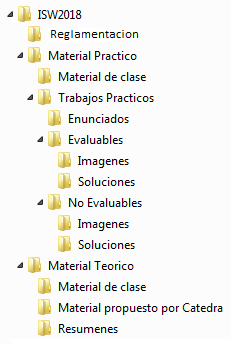 ISW2018
Reglamentacion
Material Practico
Material de clase
Trabajos Practicos
Enunciados
Evaluables
Imagenes
Soluciones
No Evaluables
Imagenes
Soluciones
Material Teorico
Material de clase
Material propuesto por Catedra
Resumenes